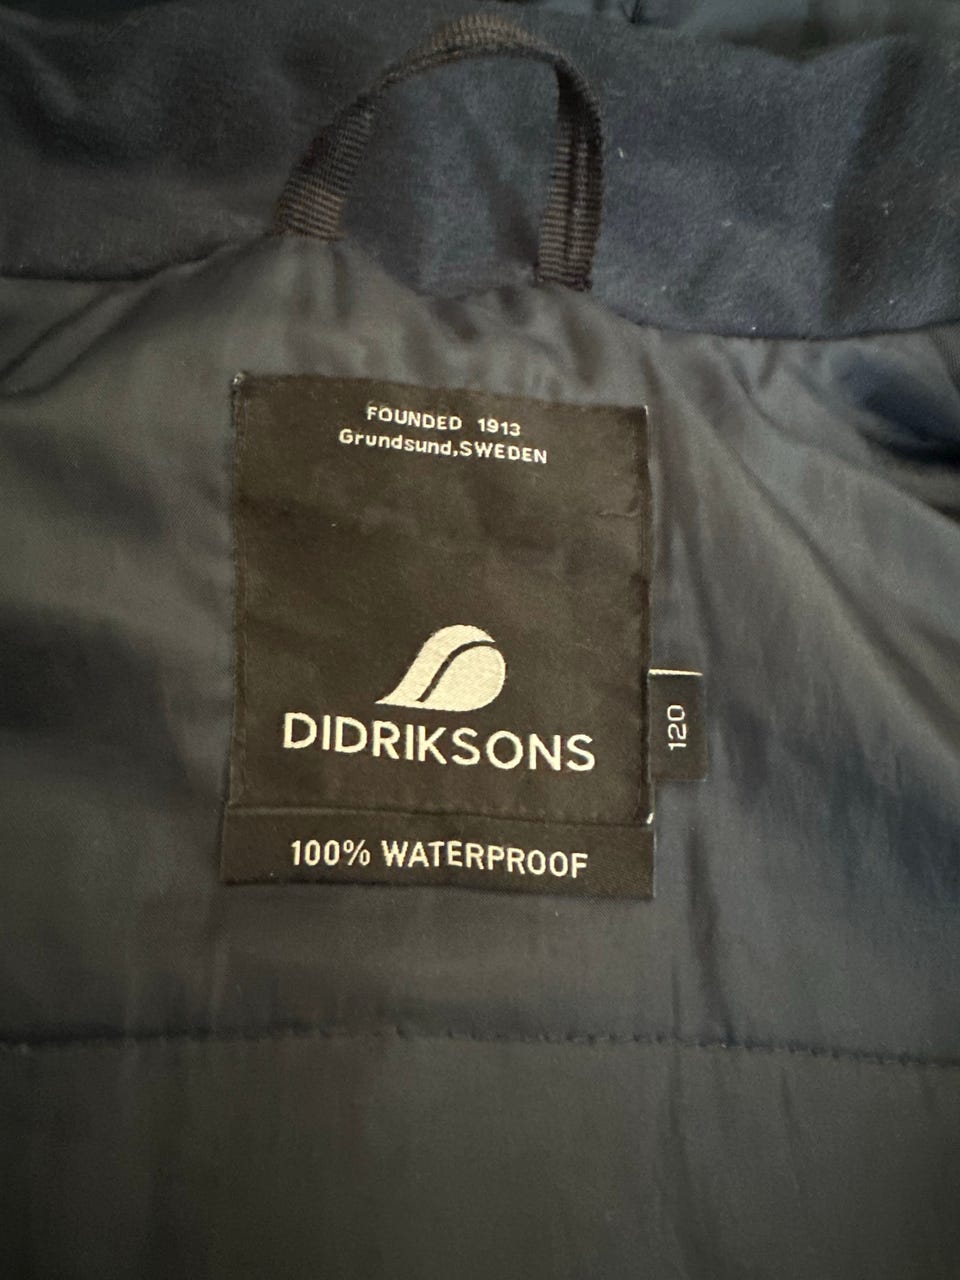 FOUNDED 1913
Grundsund,SWEDEN
DIDRIKSONS
120
100% WATERPROOF